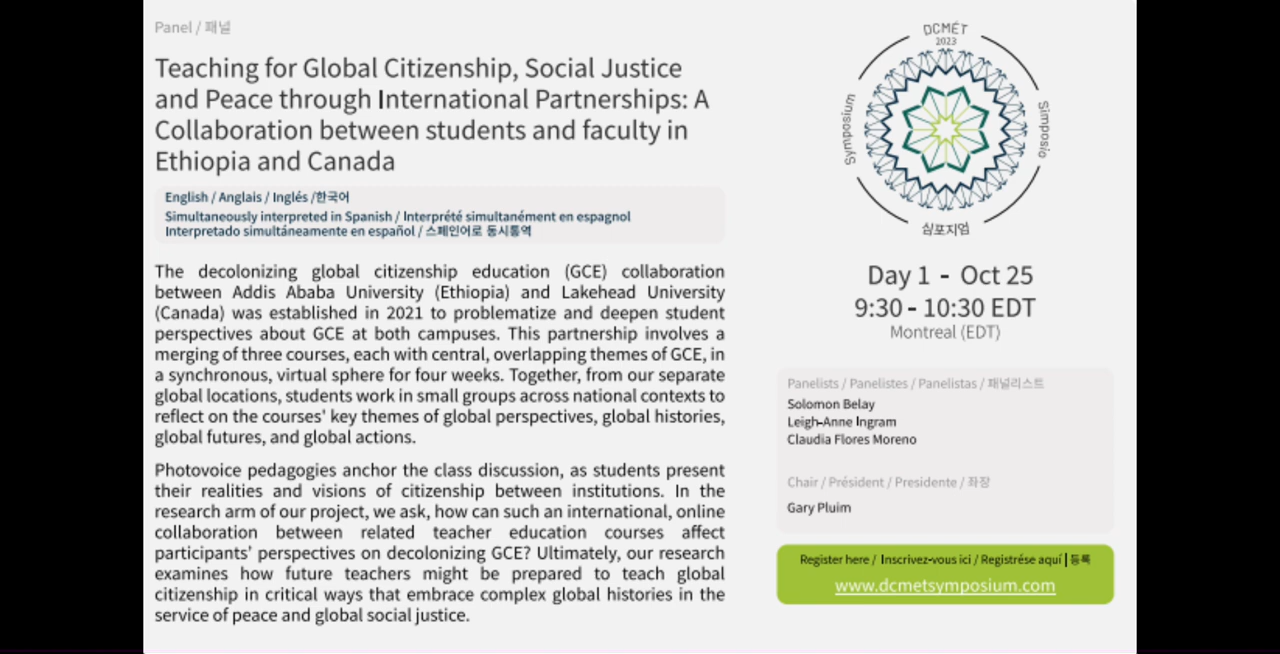 Panel / 패널
Teaching for Global Citizenship, Social Justice
and Peace through International Partnerships: A
Collaboration between students and faculty in
Ethiopia and Canada
English / Anglais / Inglés /한국어
Simultaneously interpreted in Spanish / Interprété simultanément en espagnol
Interpretado simultáneamente en español / 스페인어로 동시통역
The decolonizing global citizenship education (GCE) collaboration
between Addis Ababa University (Ethiopia) and Lakehead University
(Canada) was established in 2021 to problematize and deepen student
perspectives about GCE at both campuses. This partnership involves a
merging of three courses, each with central, overlapping themes of GCE, in
a synchronous, virtual sphere for four weeks. Together, from our separate
global locations, students work in small groups across national contexts to
reflect on the courses' key themes of global perspectives, global histories,
global futures, and global actions.
Photovoice pedagogies anchor the class discussion, as students present
their realities and visions of citizenship between institutions. In the
research arm of our project, we ask, how can such an international, online
collaboration between related teacher education courses affect
participants' perspectives on decolonizing GCE? Ultimately, our research
examines how future teachers might be prepared to teach global
citizenship in critical ways that embrace complex global histories in the
service of peace and global social justice.
DCMÉT
2023
Symposium
Simposio
심포지엄
Day 1 - Oct 25
9:30 - 10:30 EDT
Montreal (EDT)
Panelists / Panelistes / Panelistas / 패널리스트
Solomon Belay
Leigh-Anne Ingram
Claudia Flores Moreno
Chair / Président / Presidente / 좌장
Gary Pluim
Register here / Inscrivez-vous ici / Registrése aquí | 등록
www.dcmetsymposium.com